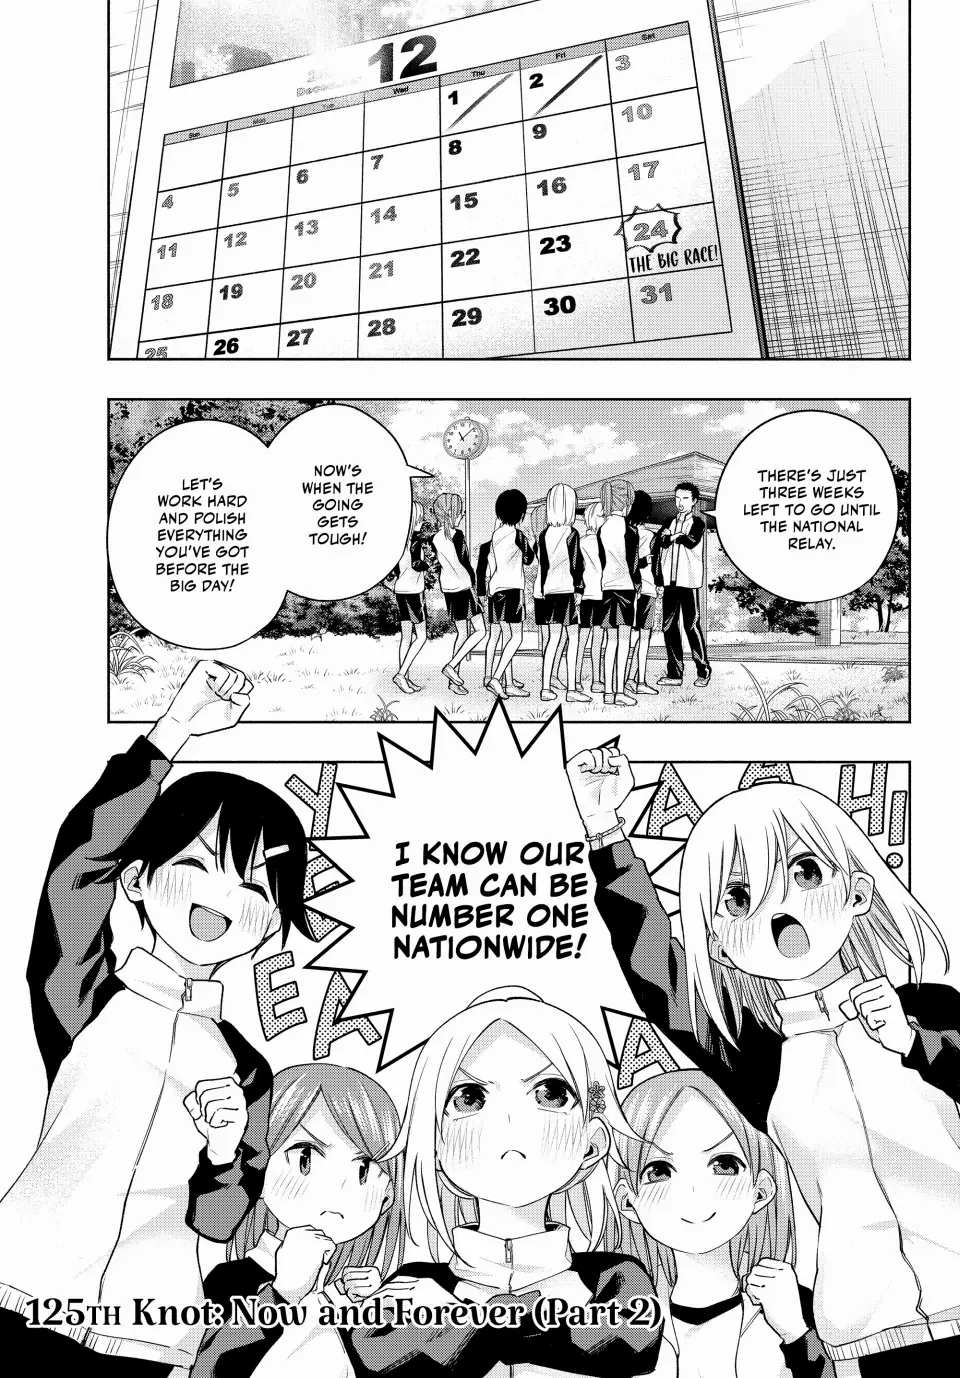 12
Sun Mon Tue Wed Thu Fri Sat
1 2 3
4 5 6 7 8 9 10
11 12 13 14 15 16 17
18 19 20 21 22 23 24
THE BIG RACE!
25 26 27 28 29 30 31
THERE'S JUST
THREE WEEKS
LEFT TO GO UNTIL
THE NATIONAL
RELAY.
NOW'S
WHEN THE
GOING
GETS
TOUGH!
LET'S
WORK HARD
AND POLISH
EVERYTHING
YOU'VE GOT
BEFORE THE
BIG DAY!
I KNOW OUR
TEAM CAN BE
NUMBER ONE
NATIONWIDE!
YEEEA
AAAAH!
125TH Knot: Now and Forever (Part 2)